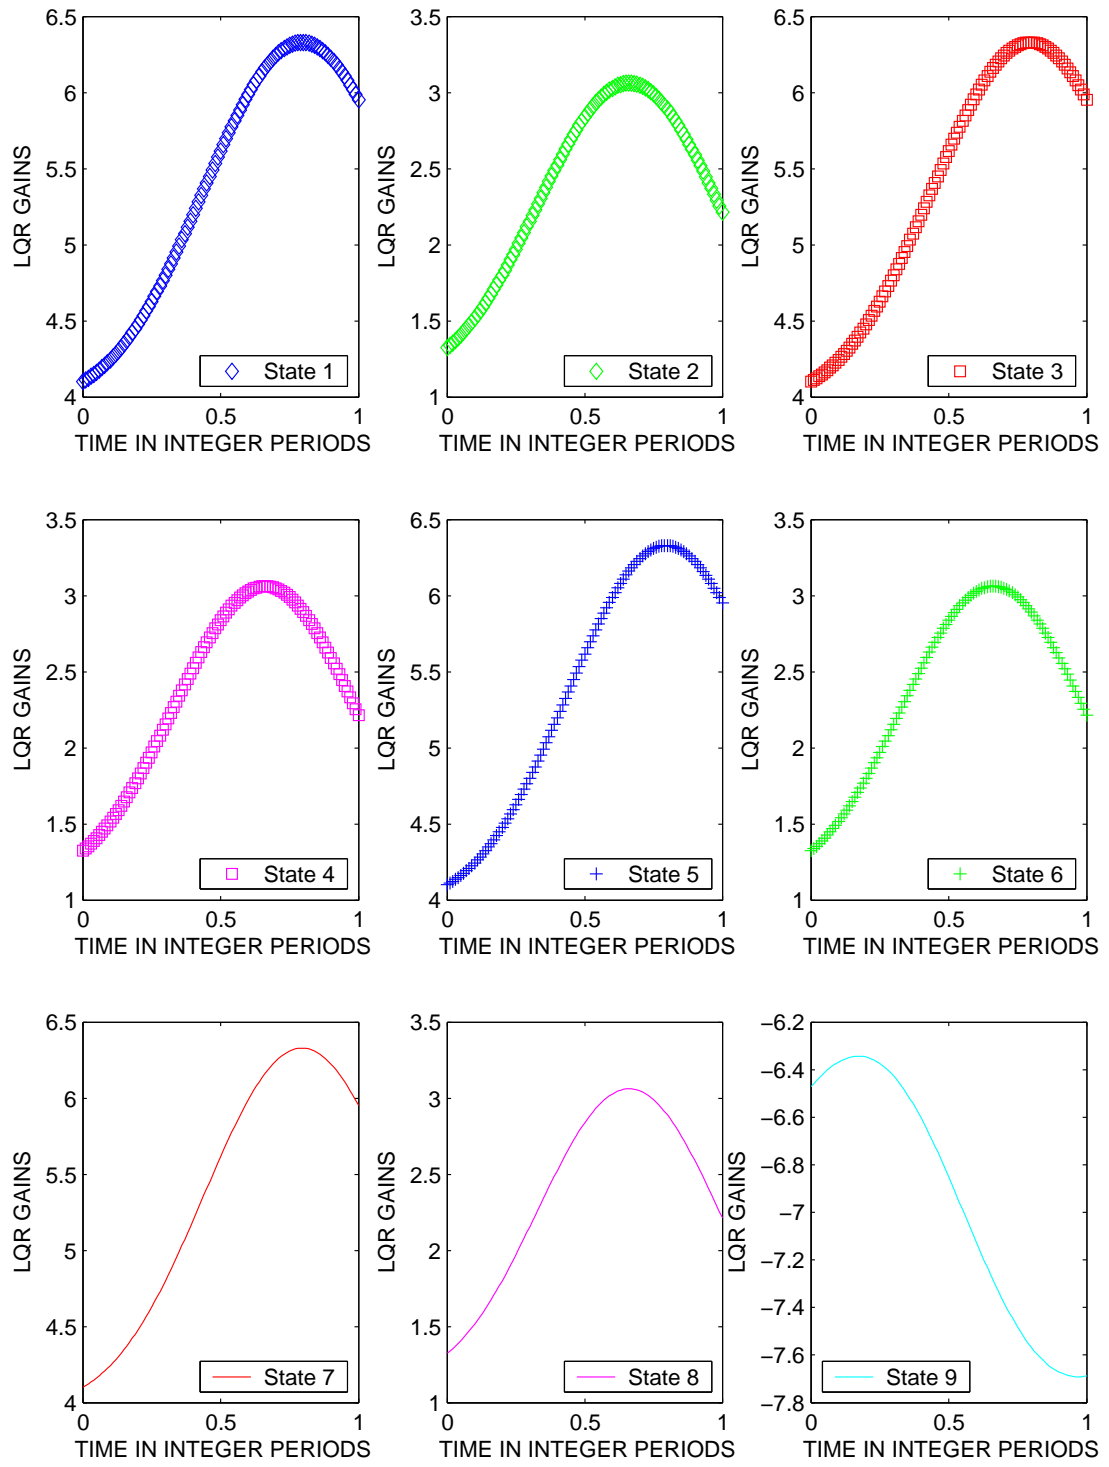 6.5
6
5.5
5
4.5
4
LQR GAINS
State 1
0 0.5 1
TIME IN INTEGER PERIODS
3.5
3
2.5
2
1.5
1
LQR GAINS
State 2
0 0.5 1
TIME IN INTEGER PERIODS
6.5
6
5.5
5
4.5
4
LQR GAINS
State 3
0 0.5 1
TIME IN INTEGER PERIODS
3.5
3
2.5
2
1.5
1
LQR GAINS
State 4
0 0.5 1
TIME IN INTEGER PERIODS
6.5
6
5.5
5
4.5
4
LQR GAINS
State 5
0 0.5 1
TIME IN INTEGER PERIODS
3.5
3
2.5
2
1.5
1
LQR GAINS
State 6
0 0.5 1
TIME IN INTEGER PERIODS
6.5
6
5.5
5
4.5
4
LQR GAINS
State 7
0 0.5 1
TIME IN INTEGER PERIODS
3.5
3
2.5
2
1.5
1
LQR GAINS
State 8
0 0.5 1
TIME IN INTEGER PERIODS
−6.2
−6.4
−6.6
−6.8
−7
−7.2
−7.4
−7.6
−7.8
LQR GAINS
State 9
0 0.5 1
TIME IN INTEGER PERIODS